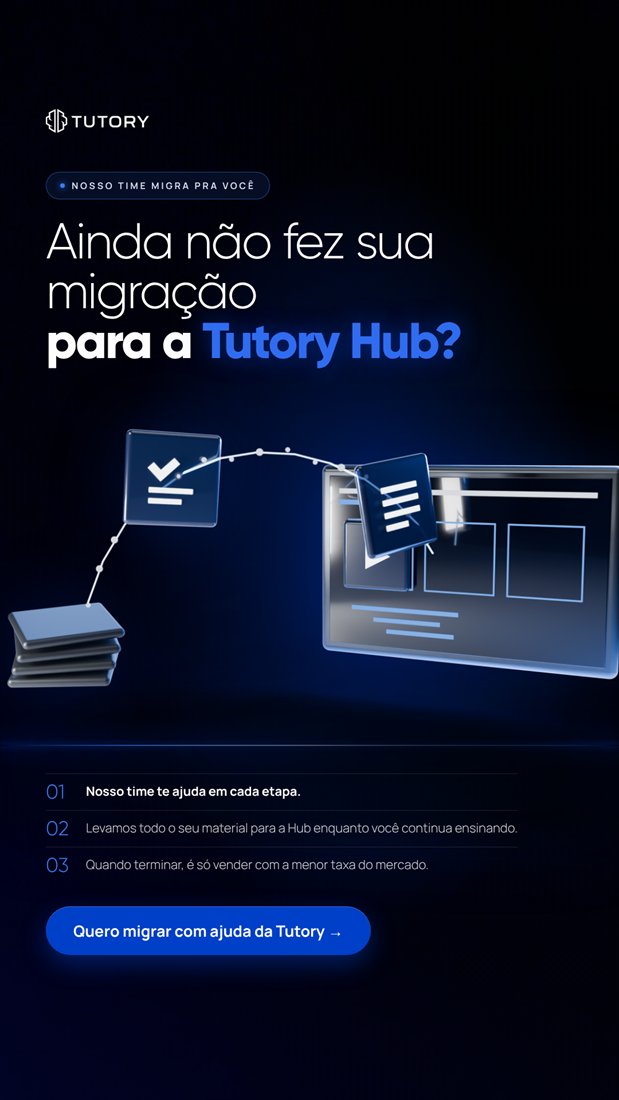 TUTORY
NOSSO TIME MIGRA PRA VOCÊ
Ainda não fez sua
migração
para a Tutory Hub?
01 Nosso time te ajuda em cada etapa.
02 Levamos todo o seu material para a Hub enquanto você continua ensinando.
03 Quando terminar, é só vender com a menor taxa do mercado.
Quero migrar com ajuda da Tutory →